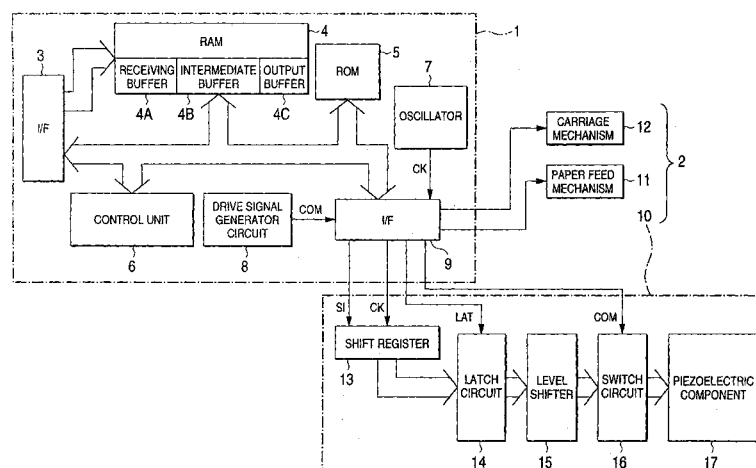 1
3
4
RAM
RECEIVING BUFFER
INTERMEDIATE BUFFER
OUTPUT BUFFER
4A
4B
4C
5
ROM
7
OSCILLATOR
I/F
CK
CARRIAGE MECHANISM
12
PAPER FEED MECHANISM
11
2
CONTROL UNIT
6
DRIVE SIGNAL GENERATOR CIRCUIT
8
COM
I/F
9
10
SI
CK
LAT
COM
SHIFT REGISTER
13
LATCH CIRCUIT
14
LEVEL SHIFTER
15
SWITCH CIRCUIT
16
PIEZOELECTRIC COMPONENT
17